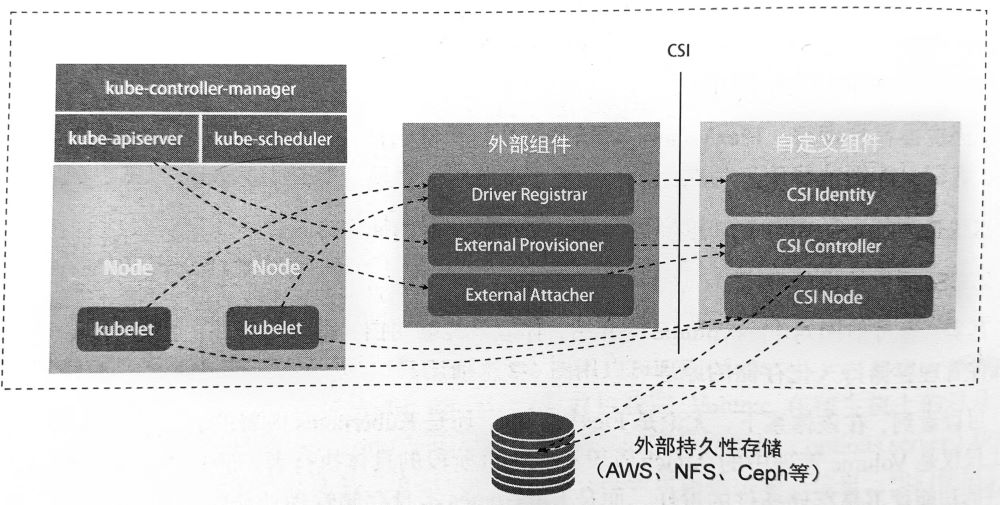 CSI
kube-controller-manager
kube-apiserver
kube-scheduler
外部组件
自定义组件
Driver Registrar
CSI Identity
External Provisioner
CSI Controller
External Attacher
CSI Node
Node
Node
kubelet
kubelet
外部持久性存储
（AWS、NFS、Ceph等）